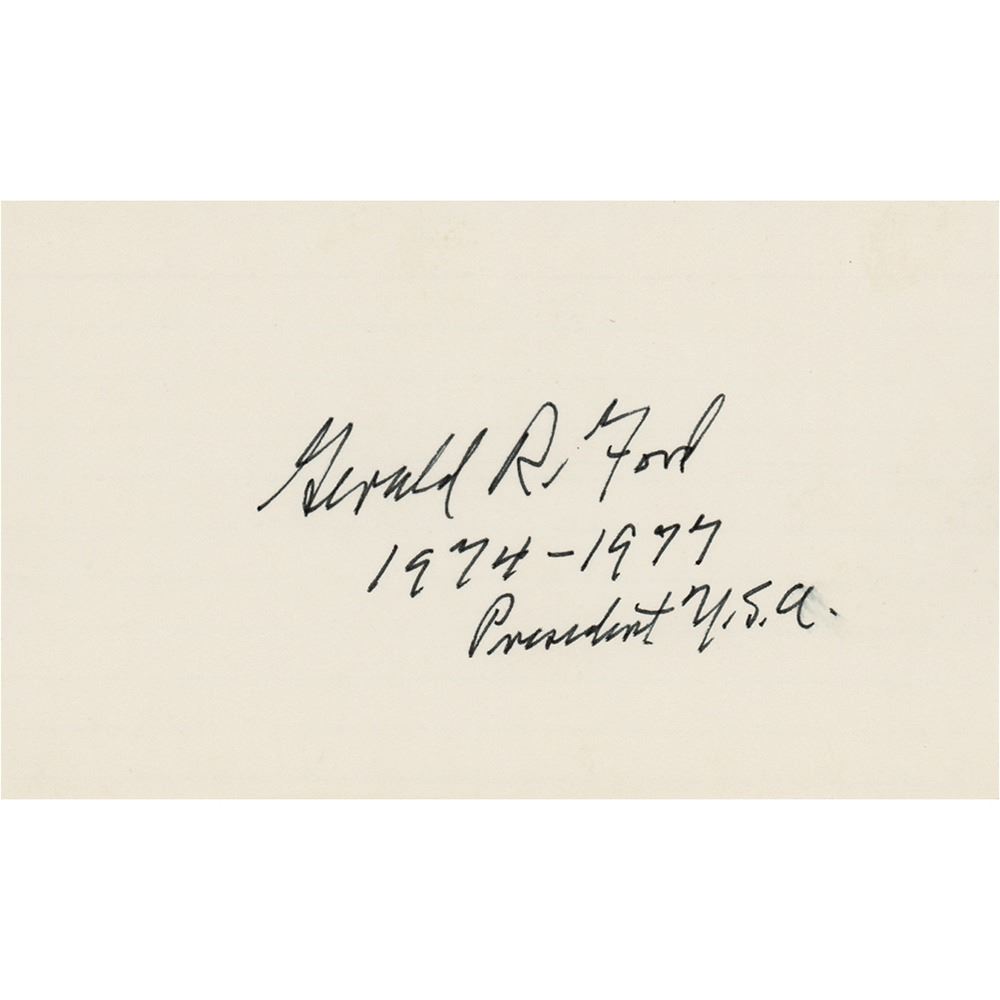 Gerald R. Ford
1974-1977
President U.S.A.